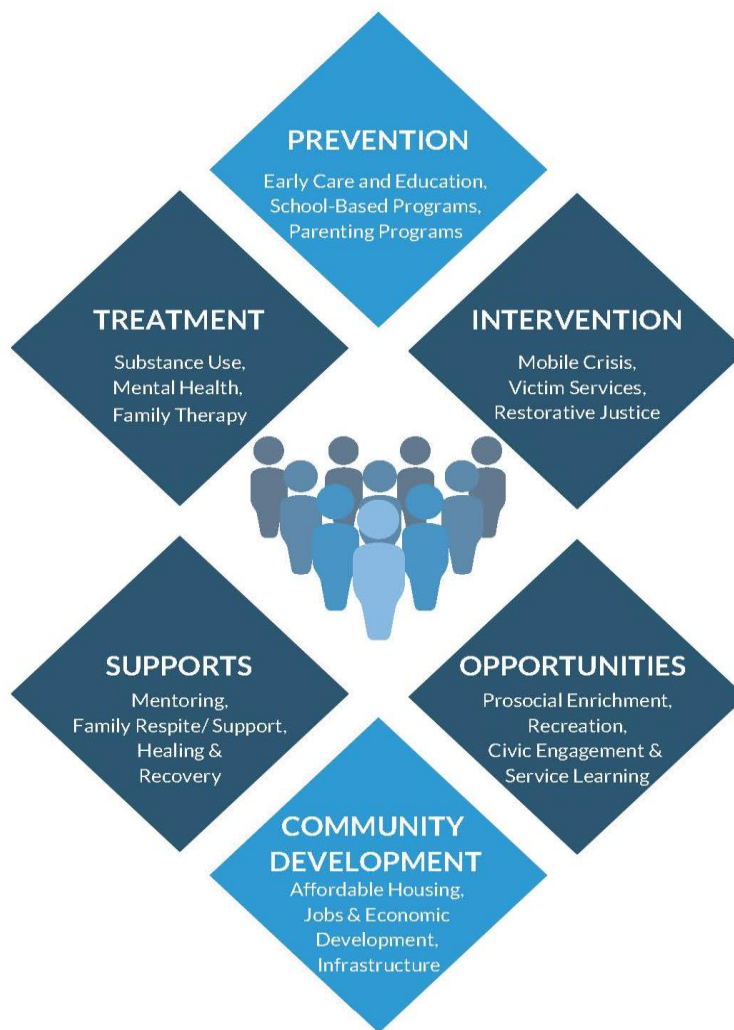 PREVENTION
Early Care and Education,
School-Based Programs,
Parenting Programs
TREATMENT
Substance Use,
Mental Health,
Family Therapy
INTERVENTION
Mobile Crisis,
Victim Services,
Restorative Justice
SUPPORTS
Mentoring,
Family Respite/ Support,
Healing &
Recovery
OPPORTUNITIES
Prosocial Enrichment,
Recreation,
Civic Engagement &
Service Learning
COMMUNITY
DEVELOPMENT
Affordable Housing,
Jobs & Economic
Development,
Infrastructure